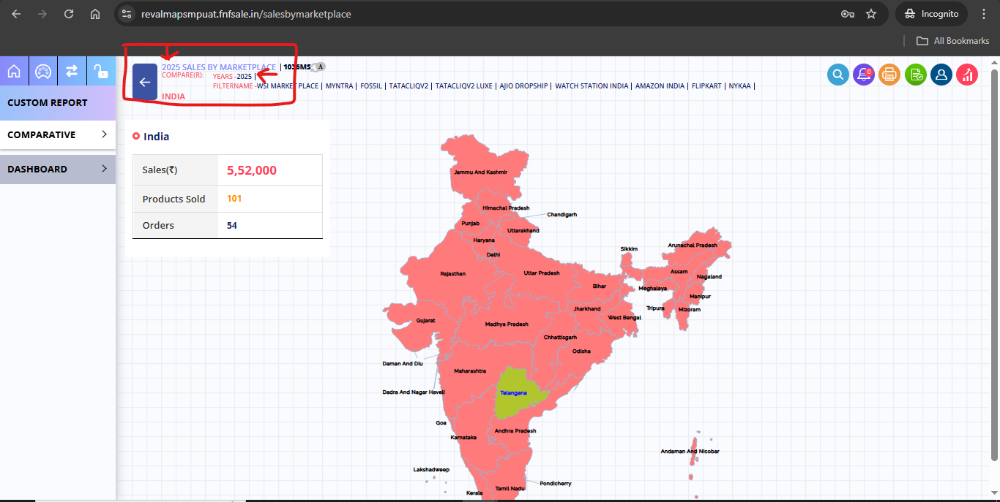 revalmapsmpuat.fnfsale.in/salesbymarketplace
Incognito
All Bookmarks
2025 SALES BY MARKETPLACE | 1036MS A
COMPARE(R): YEARS -2025 |
FILTERNAME -WSI MARKET PLACE | MYNTRA | FOSSIL | TATACLIQV2 | TATACLIQV2 LUXE | AJIO DROPSHIP | WATCH STATION INDIA | AMAZON INDIA | FLIPKART | NYKAA |
INDIA
0
CUSTOM REPORT
COMPARATIVE
DASHBOARD
India
Sales(₹) 5,52,000
Products Sold 101
Orders 54
Jammu And Kashmir
Himachal Pradesh
Chandigarh
Punjab
Uttarakhand
Haryana
Delhi
Sikkim
Arunachal Pradesh
Rajasthan
Uttar Pradesh
Assam
Nagaland
Bihar
Meghalaya
Manipur
Jharkhand
Tripura
Mizoram
West Bengal
Gujarat
Madhya Pradesh
Chhattisgarh
Odisha
Daman And Diu
Maharashtra
Dadra And Nagar Haveli
Telangana
Goa
Andhra Pradesh
Karnataka
Andaman And Nicobar
Lakshadweep
Pondicherry
Tamil Nadu
Kerala